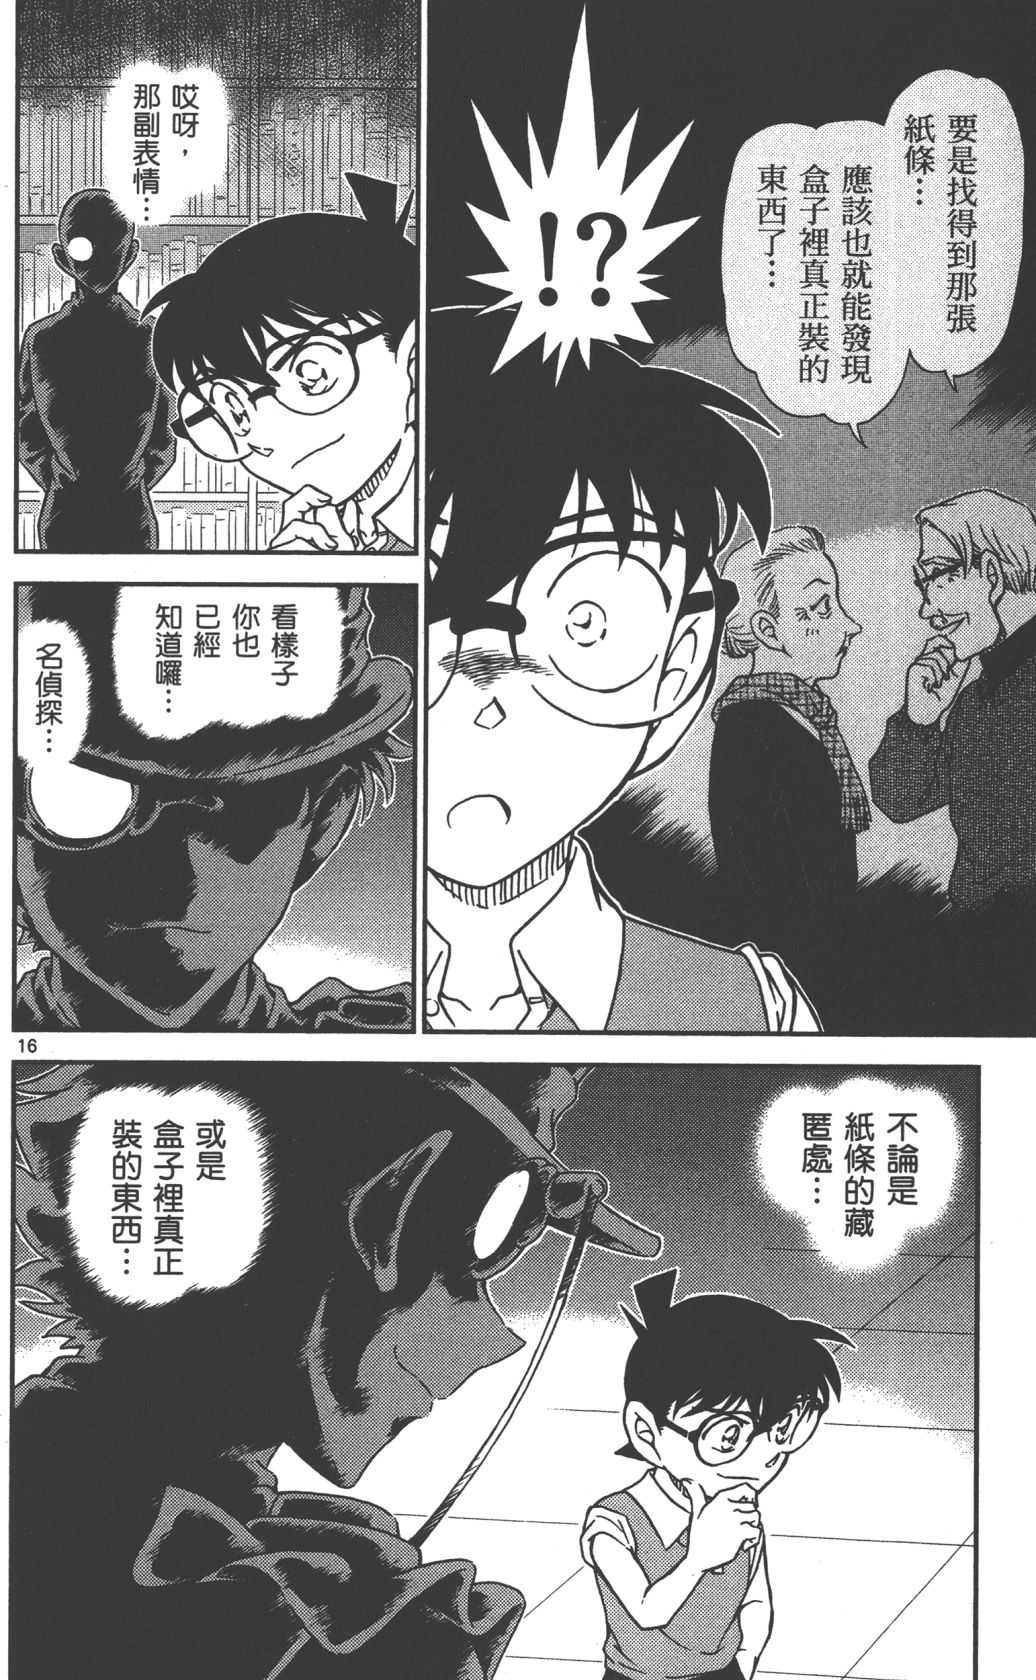 要是找得到那張
紙條…
應該也就能發現
盒子裡真正裝的
東西了…
!?
哎呀，
那副表情…
看樣子
你也
已經
知道囉…
名偵探…
16
不論是
紙條的藏
匿處…
或是
盒子裡真正
裝的東西…